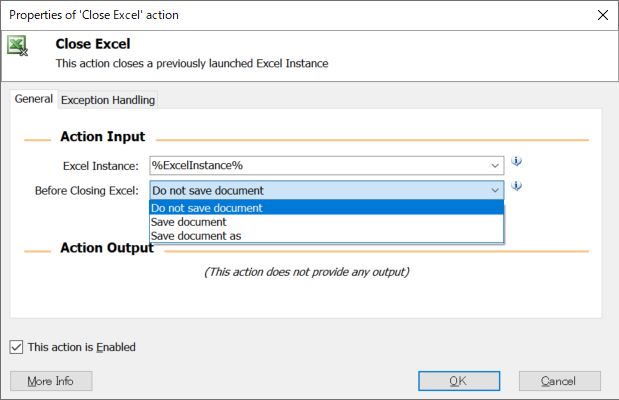 Properties of 'Close Excel' action
Close Excel
This action closes a previously launched Excel Instance
General Exception Handling
Action Input
Excel Instance: %ExcelInstance%
Before Closing Excel: Do not save document
Do not save document
Save document
Save document as
Action Output
(This action does not provide any output)
This action is Enabled
More Info OK Cancel